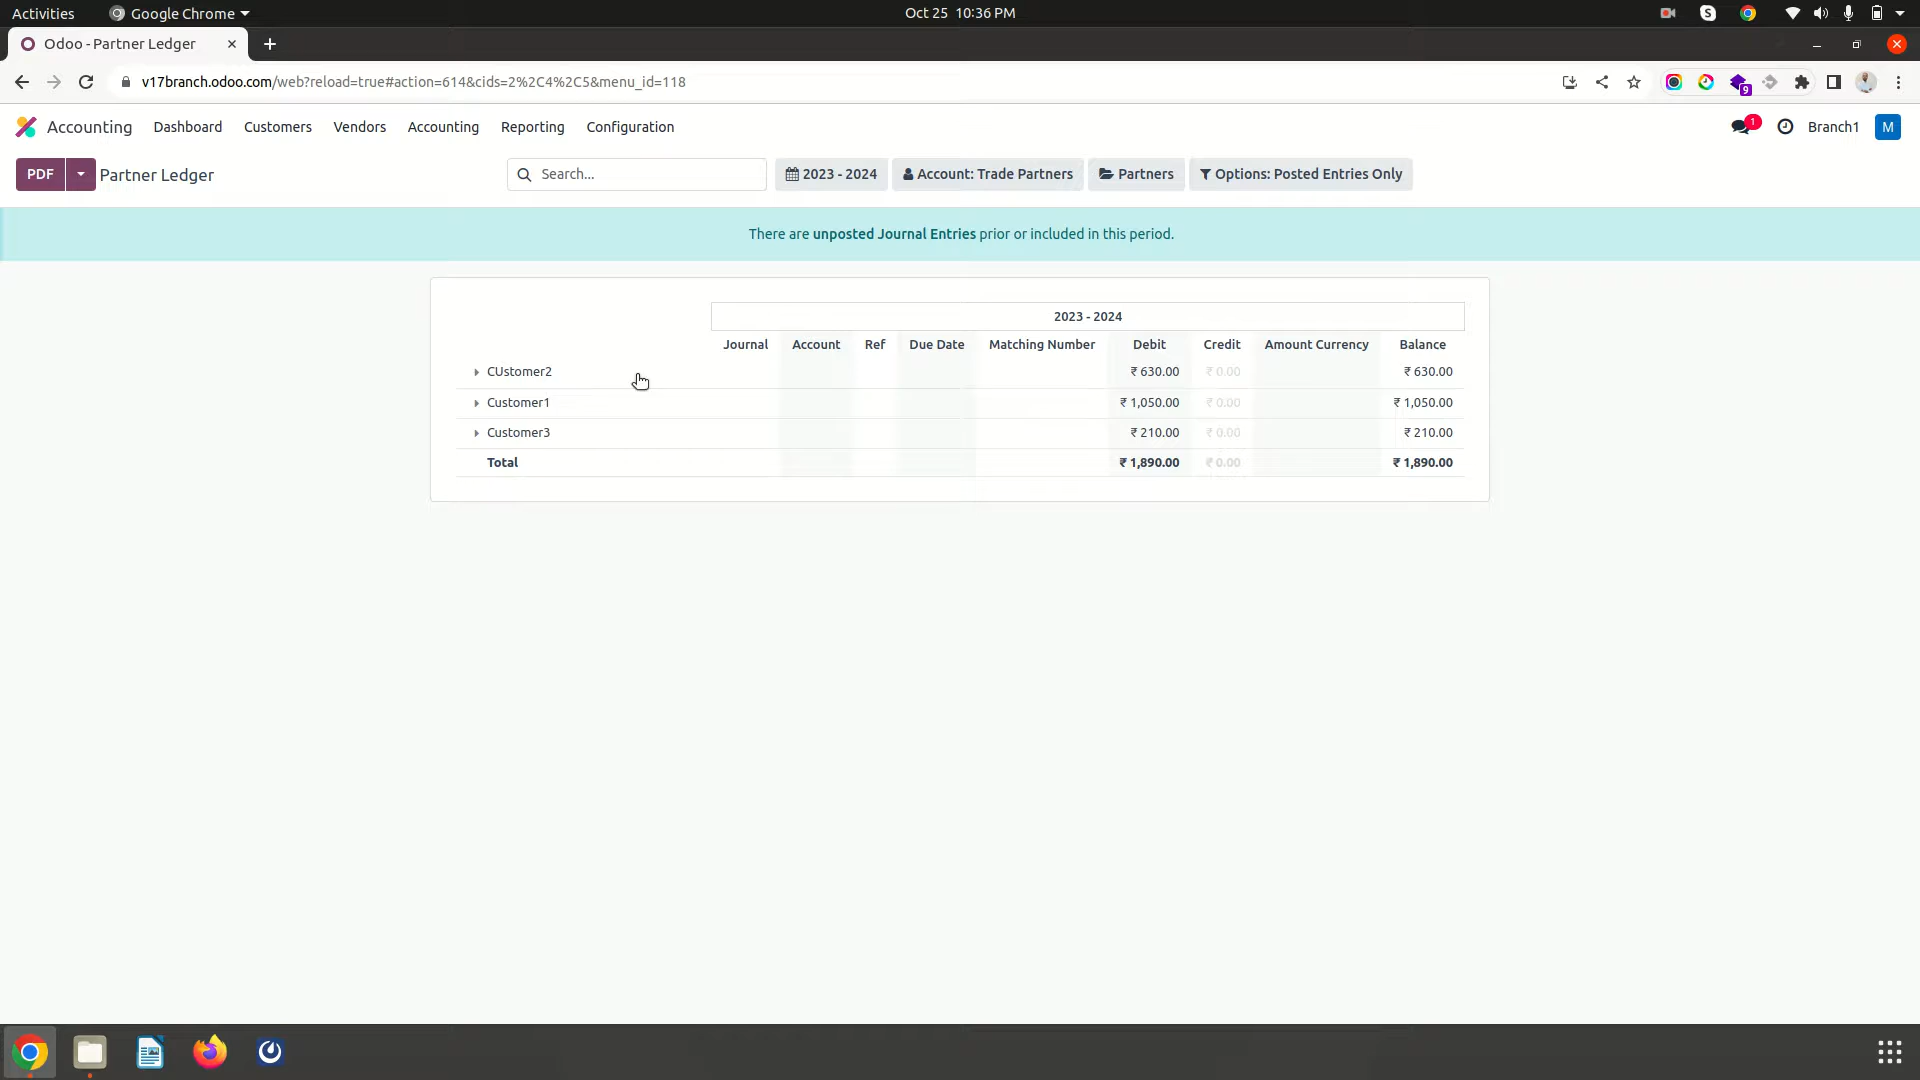 Activities Google Chrome Oct 25 10:36 PM
Odoo - Partner Ledger
v17branch.odoo.com/web?reload=true#action=614&cids=2%2C4%2C5&menu_id=118
9
Accounting Dashboard Customers Vendors Accounting Reporting Configuration 1 Branch1 M
PDF Partner Ledger Search... 2023 - 2024 Account: Trade Partners Partners Options: Posted Entries Only
There are unposted Journal Entries prior or included in this period.
2023 - 2024
Journal Account Ref Due Date Matching Number Debit Credit Amount Currency Balance
CUstomer2 ₹ 630.00 ₹ 0.00 ₹ 630.00
Customer1 ₹ 1,050.00 ₹ 0.00 ₹ 1,050.00
Customer3 ₹ 210.00 ₹ 0.00 ₹ 210.00
Total ₹ 1,890.00 ₹ 0.00 ₹ 1,890.00